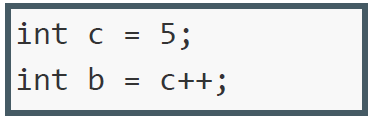 int c = 5;
int b = c++;